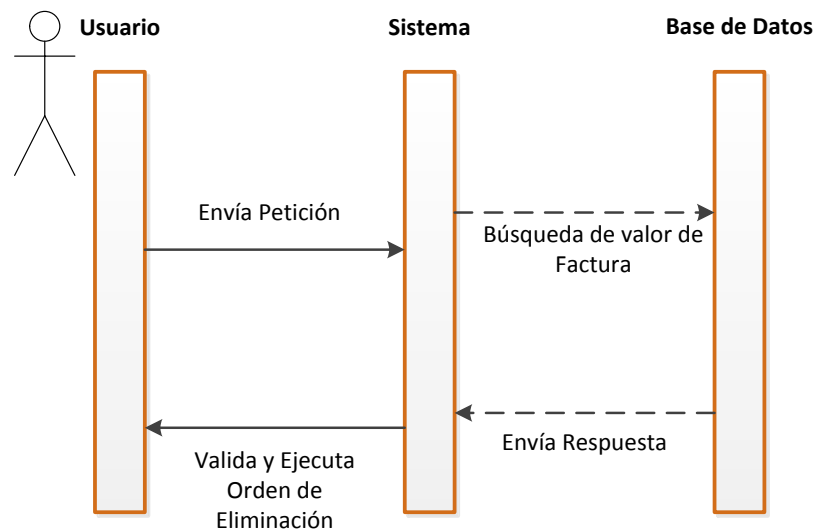 Usuario
Sistema
Base de Datos
Envía Petición
Búsqueda de valor de
Factura
Envía Respuesta
Valida y Ejecuta
Orden de
Eliminación